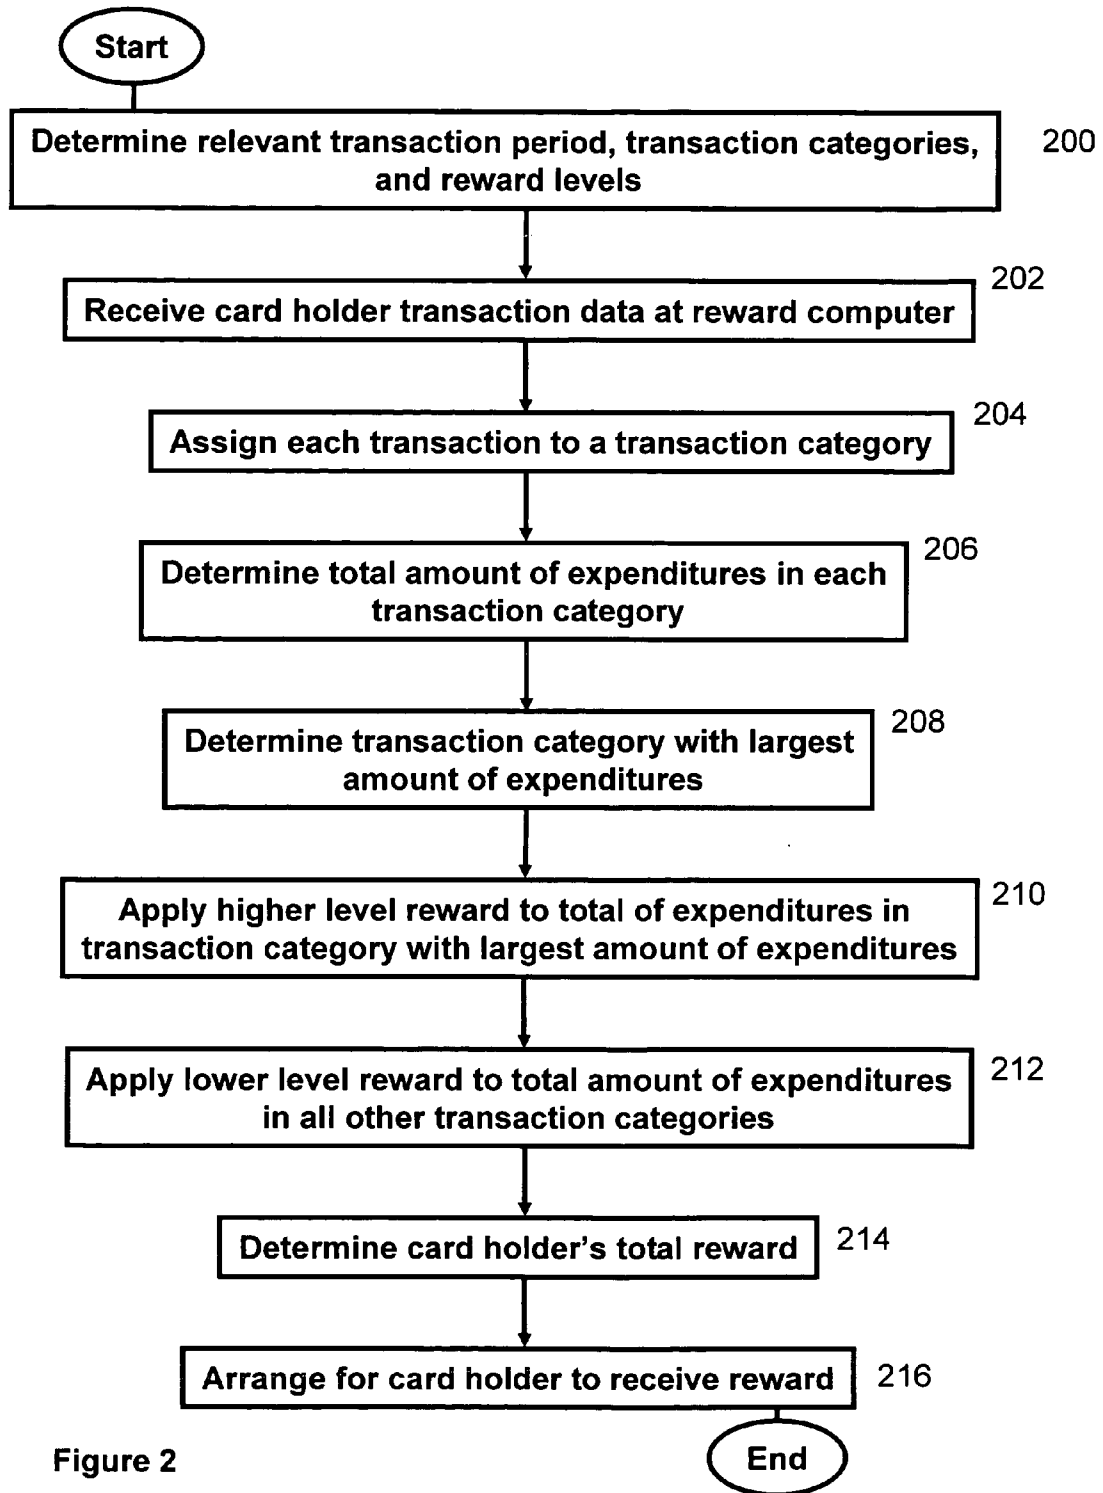 Start
Determine relevant transaction period, transaction categories,
and reward levels
200
202
Receive card holder transaction data at reward computer
204
Assign each transaction to a transaction category
206
Determine total amount of expenditures in each
transaction category
208
Determine transaction category with largest
amount of expenditures
210
Apply higher level reward to total of expenditures in
transaction category with largest amount of expenditures
212
Apply lower level reward to total amount of expenditures
in all other transaction categories
Determine card holder's total reward
214
Arrange for card holder to receive reward
216
Figure 2
End